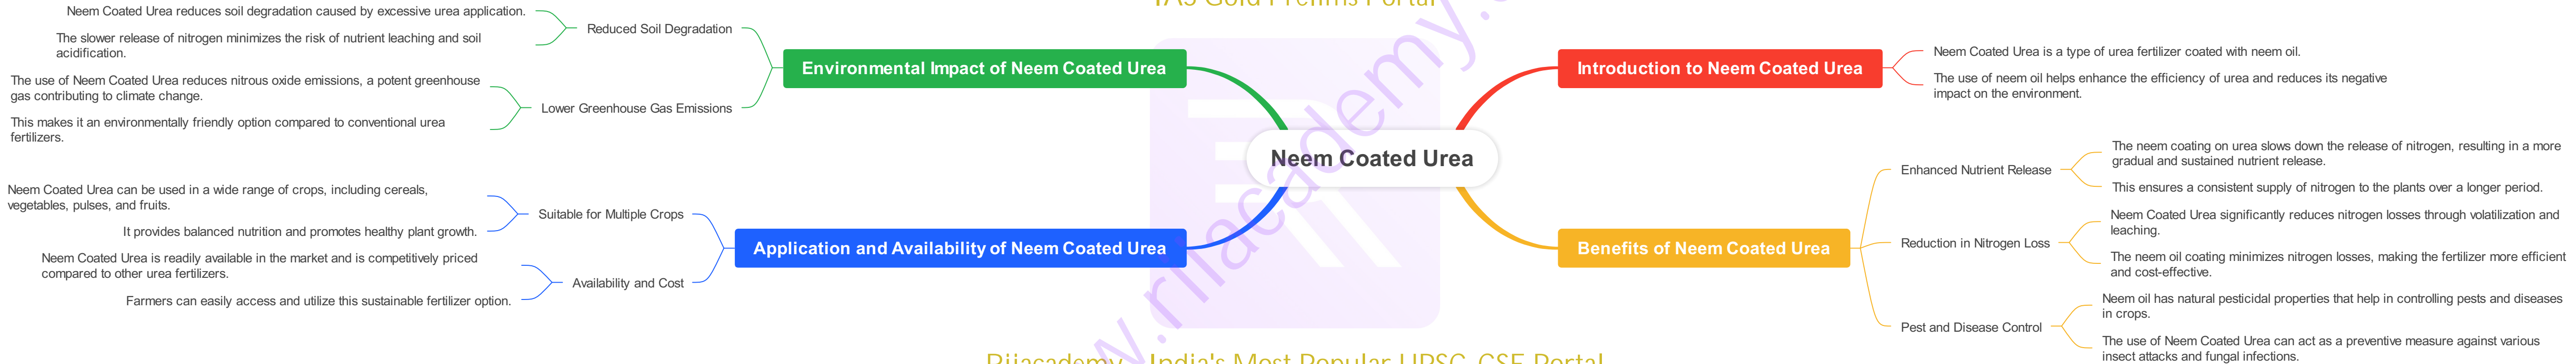 IAS Gold Prelims Portal
Neem Coated Urea
Introduction to Neem Coated Urea
Neem Coated Urea is a type of urea fertilizer coated with neem oil.
The use of neem oil helps enhance the efficiency of urea and reduces its negative
impact on the environment.
Benefits of Neem Coated Urea
Enhanced Nutrient Release
The neem coating on urea slows down the release of nitrogen, resulting in a more
gradual and sustained nutrient release.
This ensures a consistent supply of nitrogen to the plants over a longer period.
Reduction in Nitrogen Loss
Neem Coated Urea significantly reduces nitrogen losses through volatilization and
leaching.
The neem oil coating minimizes nitrogen losses, making the fertilizer more efficient
and cost-effective.
Pest and Disease Control
Neem oil has natural pesticidal properties that help in controlling pests and diseases
in crops.
The use of Neem Coated Urea can act as a preventive measure against various
insect attacks and fungal infections.
Environmental Impact of Neem Coated Urea
Reduced Soil Degradation
Neem Coated Urea reduces soil degradation caused by excessive urea application.
The slower release of nitrogen minimizes the risk of nutrient leaching and soil
acidification.
Lower Greenhouse Gas Emissions
The use of Neem Coated Urea reduces nitrous oxide emissions, a potent greenhouse
gas contributing to climate change.
This makes it an environmentally friendly option compared to conventional urea
fertilizers.
Application and Availability of Neem Coated Urea
Suitable for Multiple Crops
Neem Coated Urea can be used in a wide range of crops, including cereals,
vegetables, pulses, and fruits.
It provides balanced nutrition and promotes healthy plant growth.
Availability and Cost
Neem Coated Urea is readily available in the market and is competitively priced
compared to other urea fertilizers.
Farmers can easily access and utilize this sustainable fertilizer option.
w.rijacademy.
Rijacademy - India's Most Popular UPSC-CSE Portal